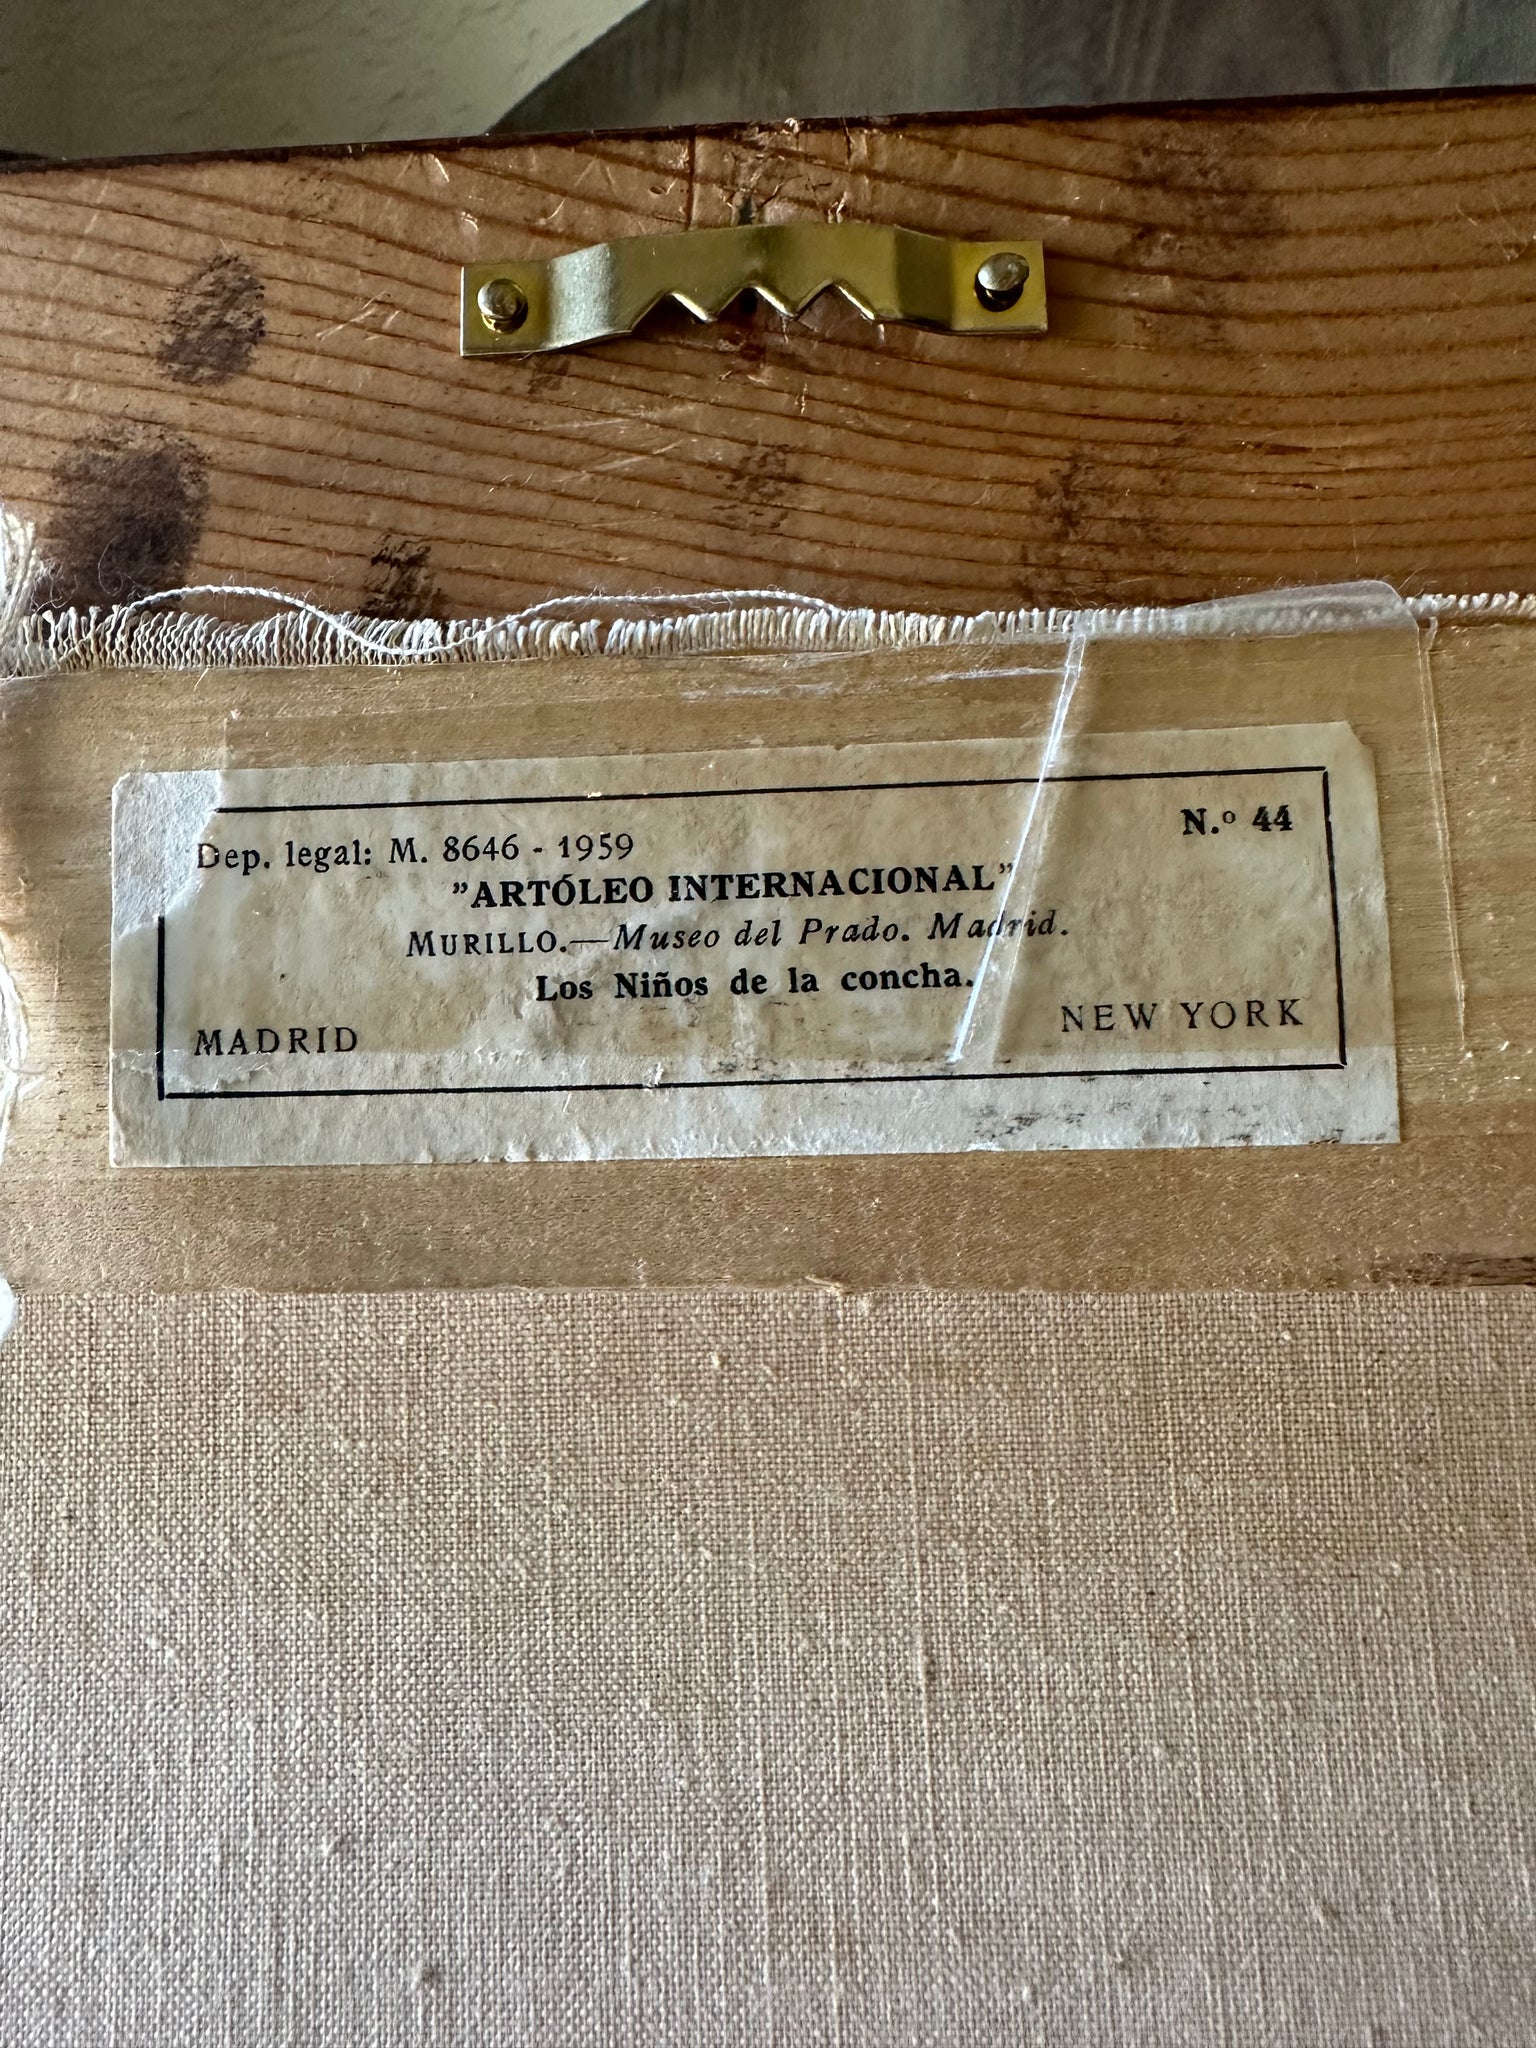 N.º 44
Dep. legal: M. 8646 - 1959
"ARTÓLEO INTERNACIONAL"
MURILLO.—Museo del Prado. Madrid.
Los Niños de la concha.
MADRID NEW YORK